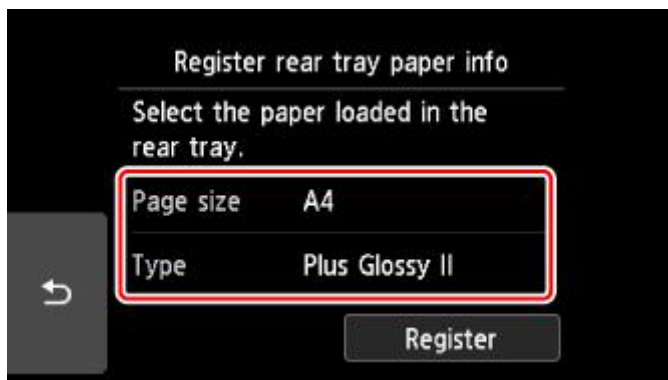 Register rear tray paper info
Select the paper loaded in the
rear tray.
Page size A4
Type Plus Glossy II
Register